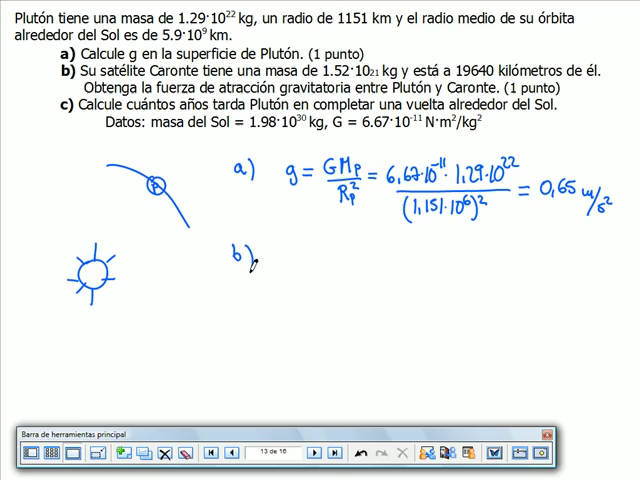 Plutón tiene una masa de 1.29·10²² kg, un radio de 1151 km y el radio medio de su órbita
alrededor del Sol es de 5.9·10⁹ km.
a) Calcule g en la superficie de Plutón. (1 punto)
b) Su satélite Caronte tiene una masa de 1.52·10₂₁ kg y está a 19640 kilómetros de él.
Obtenga la fuerza de atracción gravitatoria entre Plutón y Caronte. (1 punto)
c) Calcule cuántos años tarda Plutón en completar una vuelta alrededor del Sol.
Datos: masa del Sol = 1.98·10³⁰ kg, G = 6.67·10⁻¹¹ N·m²/kg²
a) g = GMp/Rp² = 6,67·10⁻¹¹·1,29·10²²/(1,151·10⁶)² = 0,65 m/s²
P
b)
Barra de herramientas principal
13 de 16